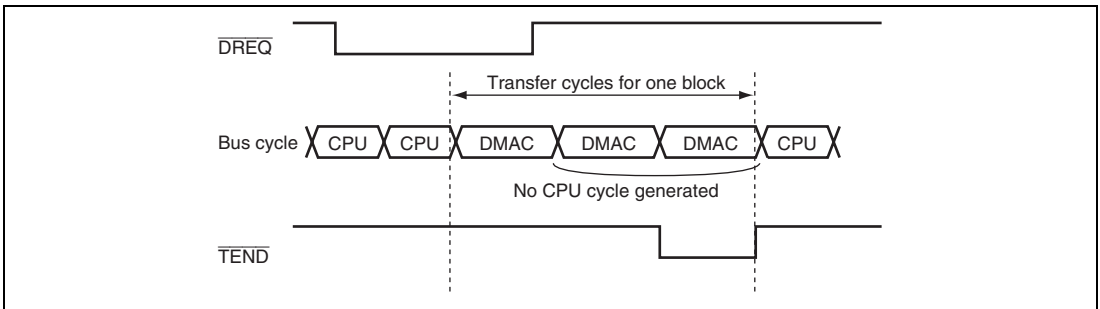 DREQ
Transfer cycles for one block
Bus cycle CPU CPU DMAC DMAC DMAC CPU
No CPU cycle generated
TEND